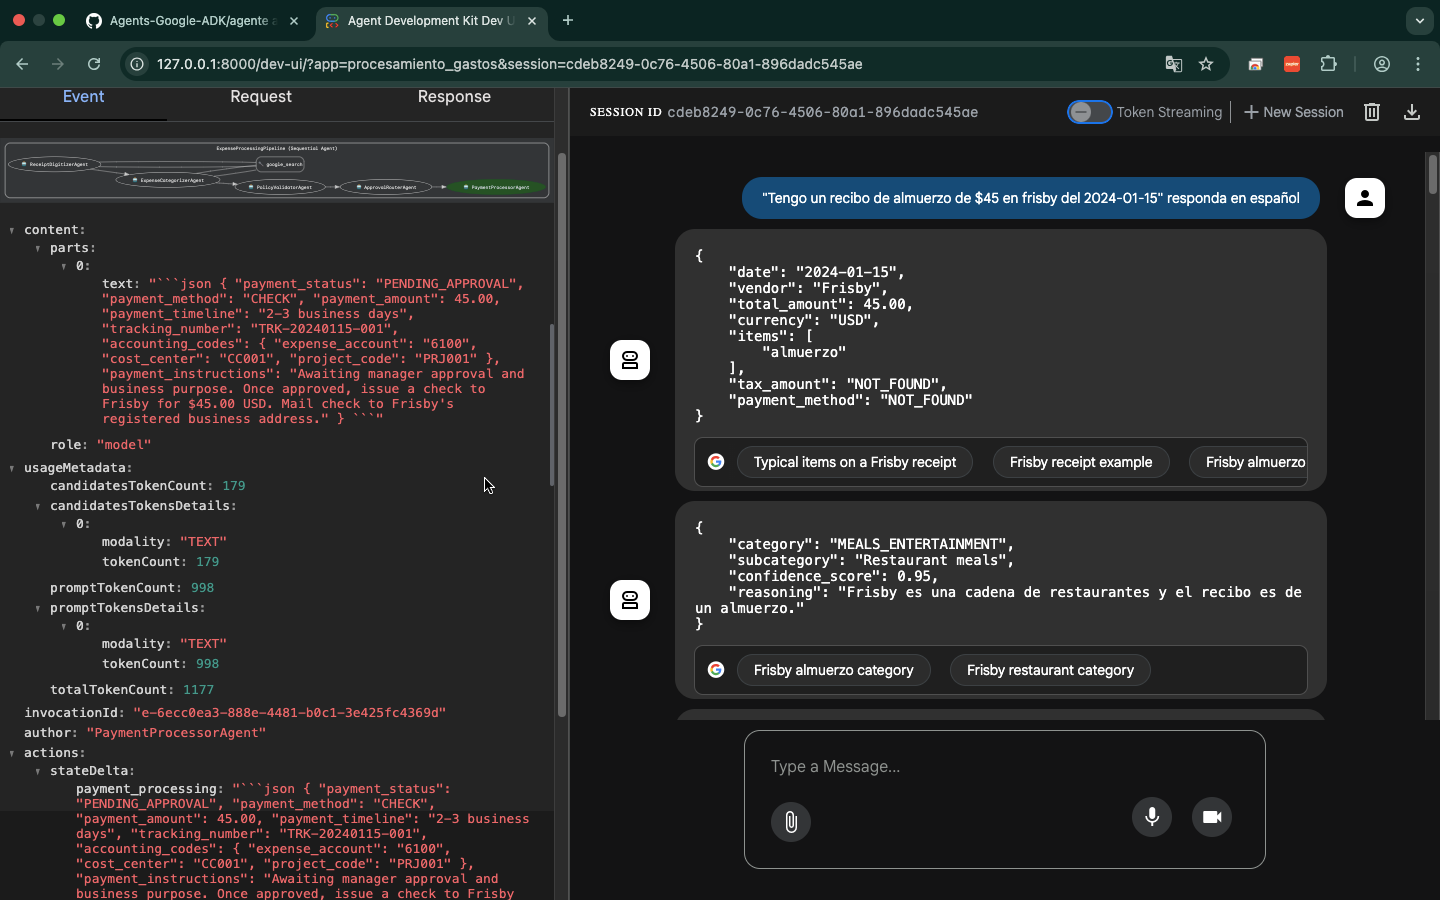 Agents-Google-ADK/agente a
Agent Development Kit Dev U
127.0.0.1:8000/dev-ui/?app=procesamiento_gastos&session=cdeb8249-0c76-4506-80a1-896dadc545ae
Event Request Response
ExpenseProcessingPipeline (Sequential Agent)
ReceiptDigitizerAgent
google_search
ExpenseCategorizerAgent
PolicyValidatorAgent
ApprovalRouterAgent
PaymentProcessorAgent
content:
parts:
0:
text: "```json { "payment_status": "PENDING_APPROVAL",
"payment_method": "CHECK", "payment_amount": 45.00,
"payment_timeline": "2-3 business days",
"tracking_number": "TRK-20240115-001",
"accounting_codes": { "expense_account": "6100",
"cost_center": "CC001", "project_code": "PRJ001" },
"payment_instructions": "Awaiting manager approval and
business purpose. Once approved, issue a check to
Frisby for $45.00 USD. Mail check to Frisby's
registered business address." } ```"
role: "model"
usageMetadata:
candidatesTokenCount: 179
candidatesTokensDetails:
0:
modality: "TEXT"
tokenCount: 179
promptTokenCount: 998
promptTokensDetails:
0:
modality: "TEXT"
tokenCount: 998
totalTokenCount: 1177
invocationId: "e-6ecc0ea3-888e-4481-b0c1-3e425fc4369d"
author: "PaymentProcessorAgent"
actions:
stateDelta:
payment_processing: "```json { "payment_status":
"PENDING_APPROVAL", "payment_method": "CHECK",
"payment_amount": 45.00, "payment_timeline": "2-3 business
days", "tracking_number": "TRK-20240115-001",
"accounting_codes": { "expense_account": "6100",
"cost_center": "CC001", "project_code": "PRJ001" },
"payment_instructions": "Awaiting manager approval and
business purpose. Once approved, issue a check to Frisby
SESSION ID cdeb8249-0c76-4506-80a1-896dadc545ae
Token Streaming
New Session
"Tengo un recibo de almuerzo de $45 en frisby del 2024-01-15" responda en español
{
"date": "2024-01-15",
"vendor": "Frisby",
"total_amount": 45.00,
"currency": "USD",
"items": [
"almuerzo"
],
"tax_amount": "NOT_FOUND",
"payment_method": "NOT_FOUND"
}
Typical items on a Frisby receipt
Frisby receipt example
Frisby almuerzo
{
"category": "MEALS_ENTERTAINMENT",
"subcategory": "Restaurant meals",
"confidence_score": 0.95,
"reasoning": "Frisby es una cadena de restaurantes y el recibo es de
un almuerzo."
}
Frisby almuerzo category
Frisby restaurant category
Type a Message...